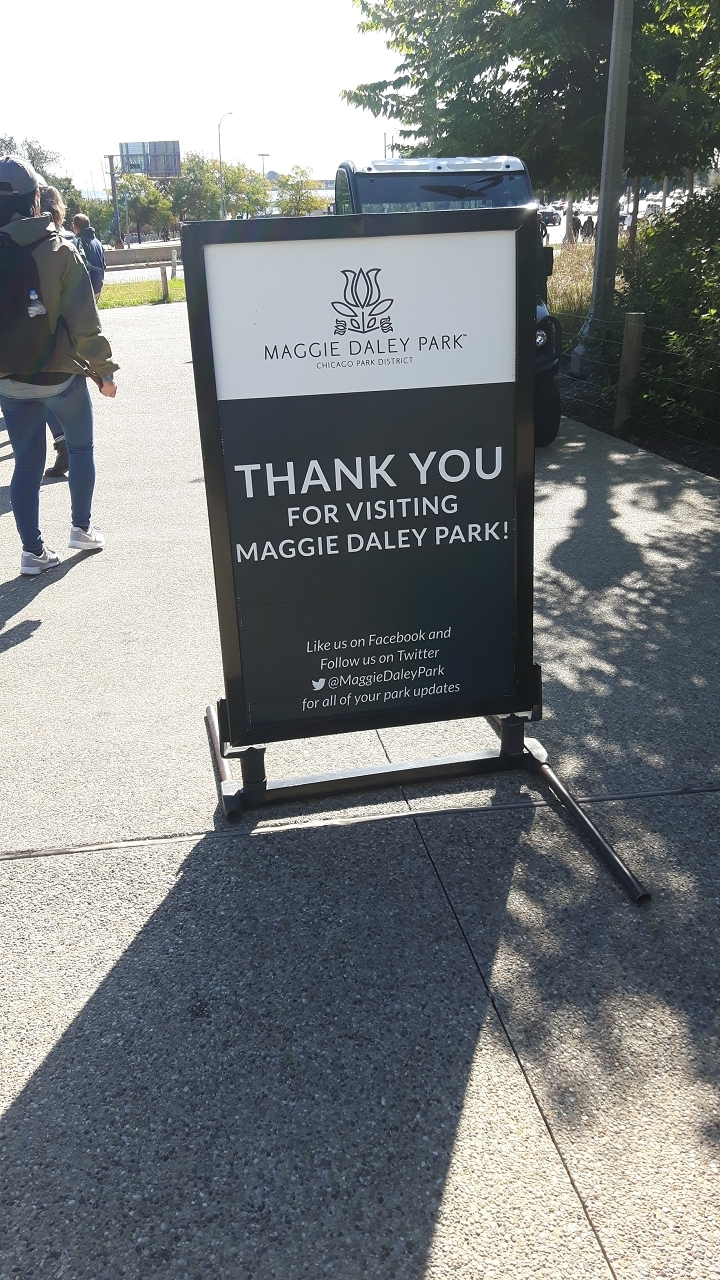 MAGGIE DALEY PARK™
CHICAGO PARK DISTRICT
THANK YOU
FOR VISITING
MAGGIE DALEY PARK!
Like us on Facebook and
Follow us on Twitter
@MaggieDaleyPark
for all of your park updates